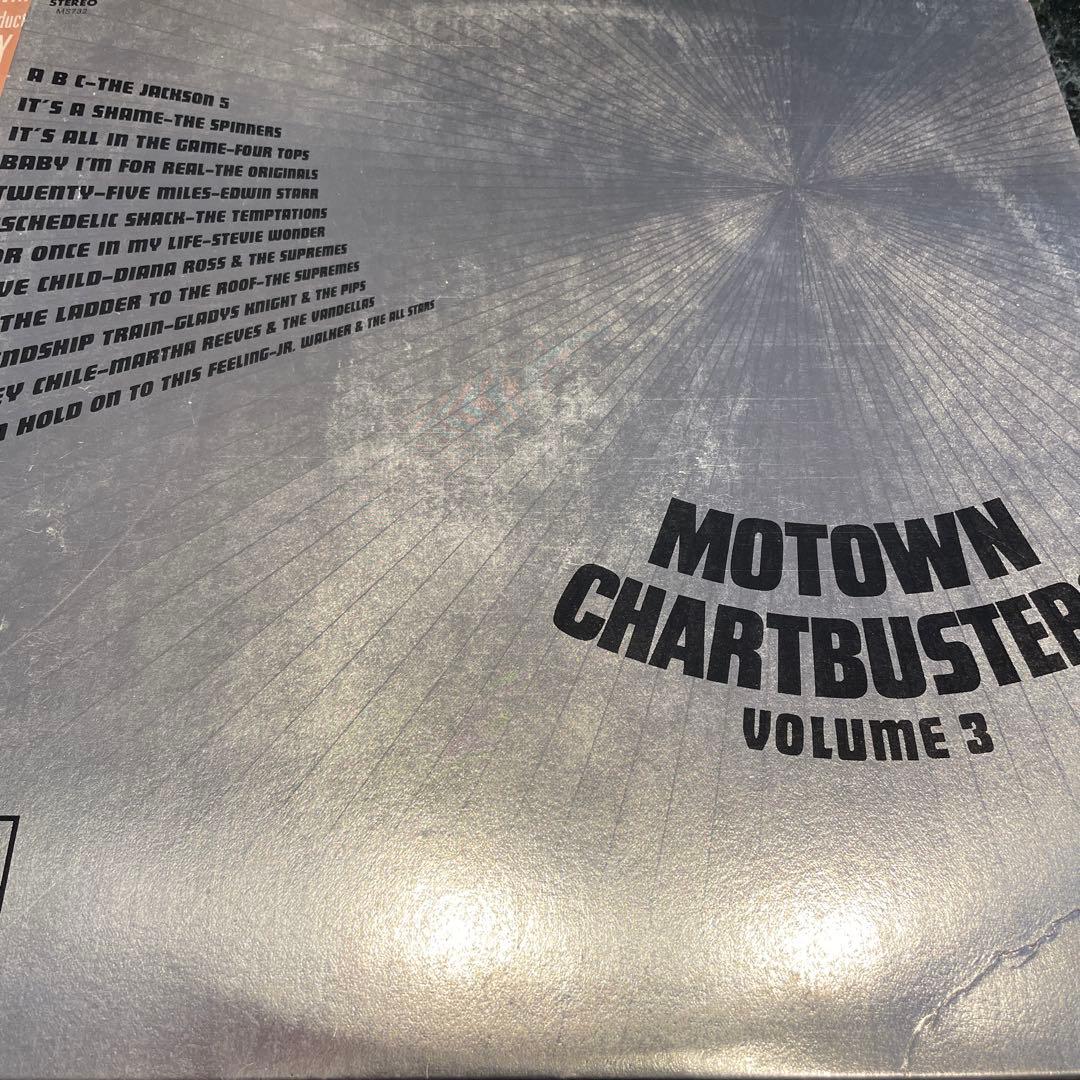 STEREO
MS732
A B C-THE JACKSON 5
IT'S A SHAME-THE SPINNERS
IT'S ALL IN THE GAME-FOUR TOPS
BABY I'M FOR REAL-THE ORIGINALS
TWENTY-FIVE MILES-EDWIN STARR
SCHEDELIC SHACK-THE TEMPTATIONS
OR ONCE IN MY LIFE-STEVIE WONDER
VE CHILD-DIANA ROSS & THE SUPREMES
THE LADDER TO THE ROOF-THE SUPREMES
NDSHIP TRAIN-GLADYS KNIGHT & THE PIPS
EY CHILE-MARTHA REEVES & THE VANDELLAS
HOLD ON TO THIS FEELING-JR. WALKER & THE ALL STARS
MOTOWN
CHARTBUSTERS
VOLUME 3